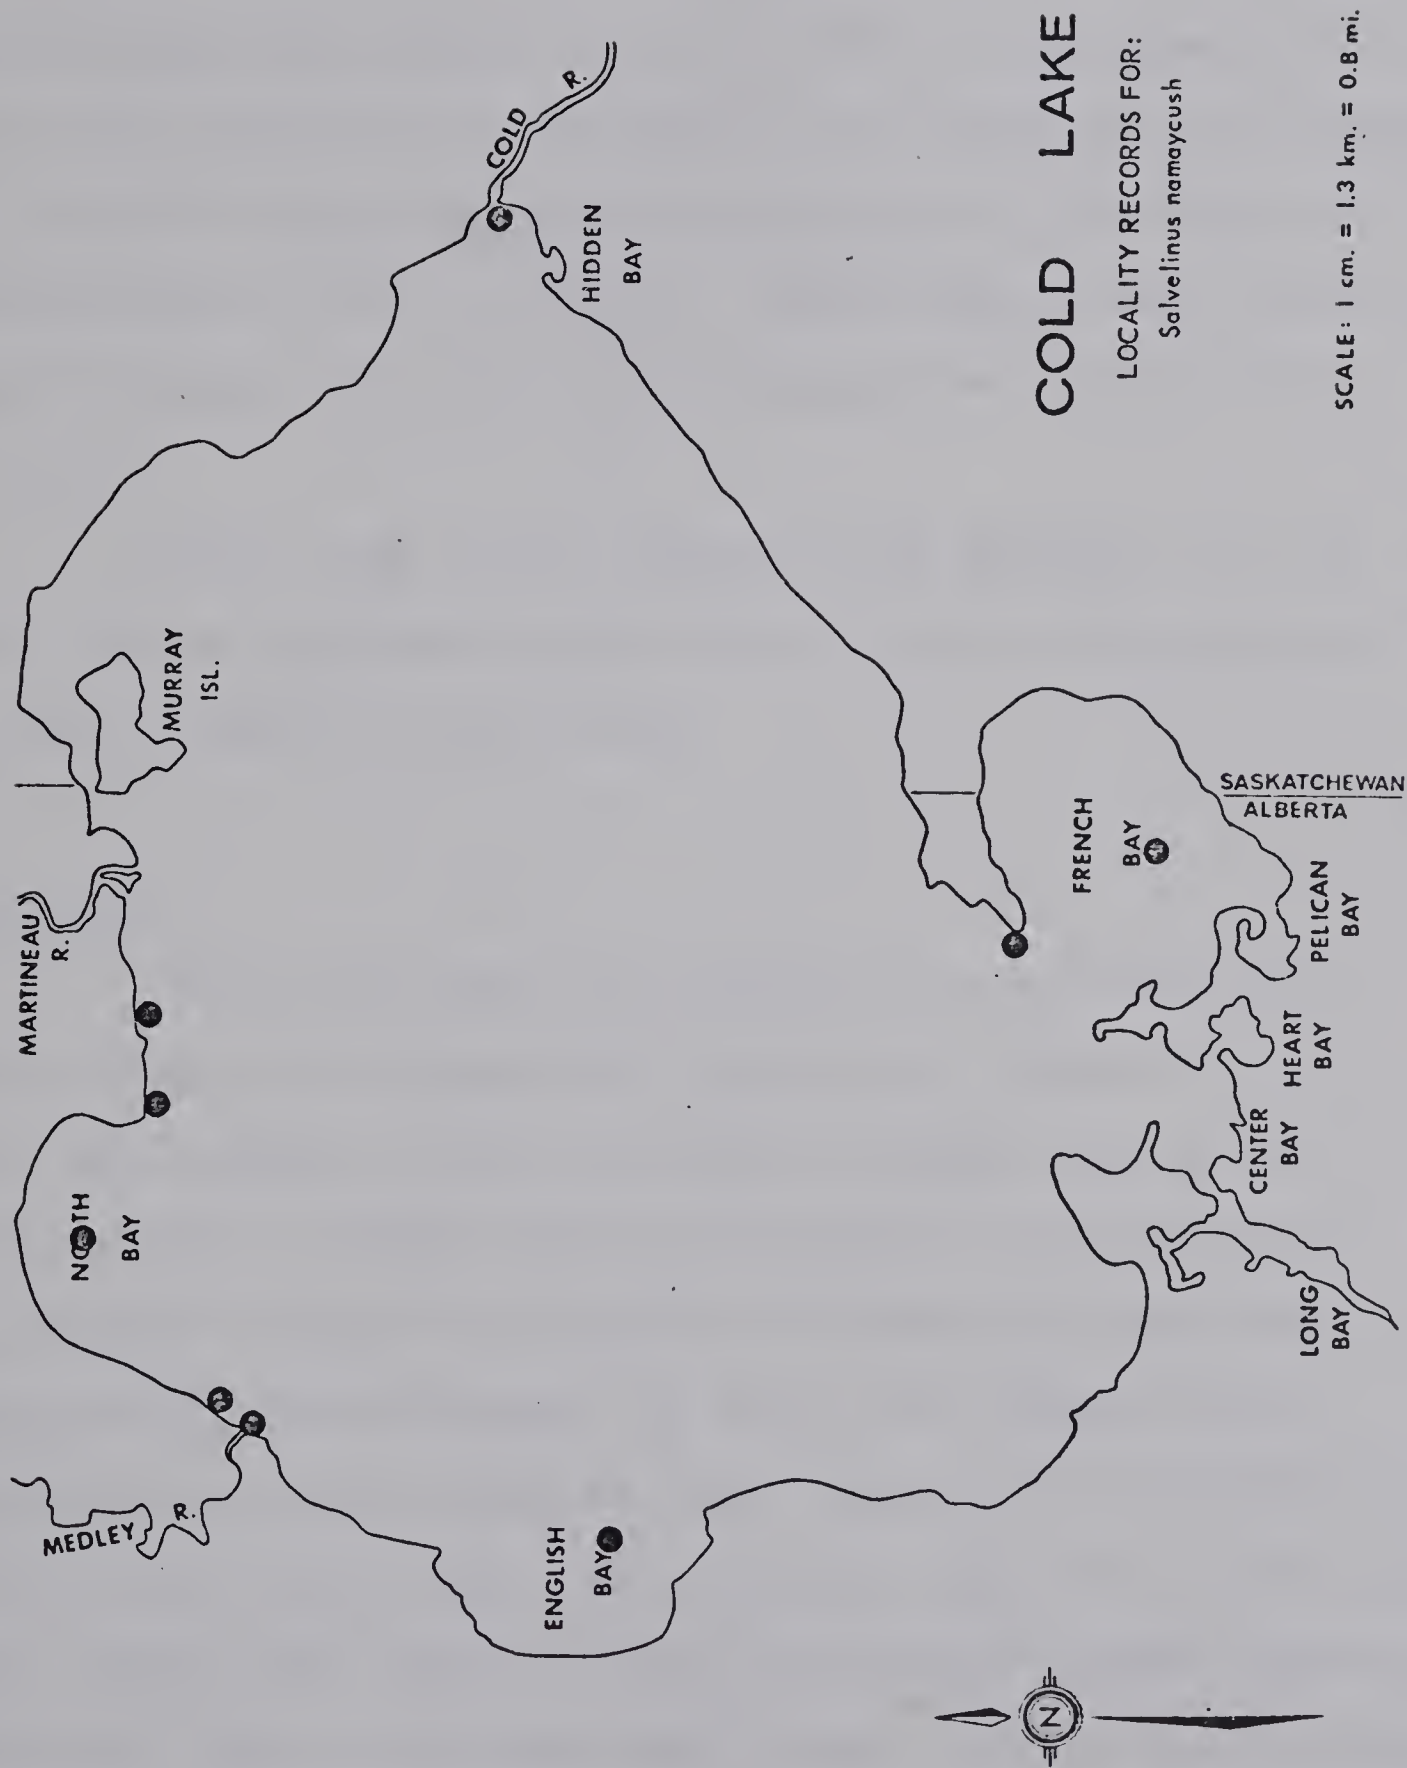 COLD LAKE
LOCALITY RECORDS FOR:
Salvelinus namaycush
SCALE: 1 cm. = 1.3 km. = 0.8 mi.
COLD R.
HIDDEN
BAY
MURRAY
ISL.
MARTINEAU
R.
NORTH
BAY
MEDLEY R.
ENGLISH
BAY
FRENCH
BAY
SASKATCHEWAN
ALBERTA
PELICAN
BAY
HEART
BAY
CENTER
BAY
LONG
BAY
N